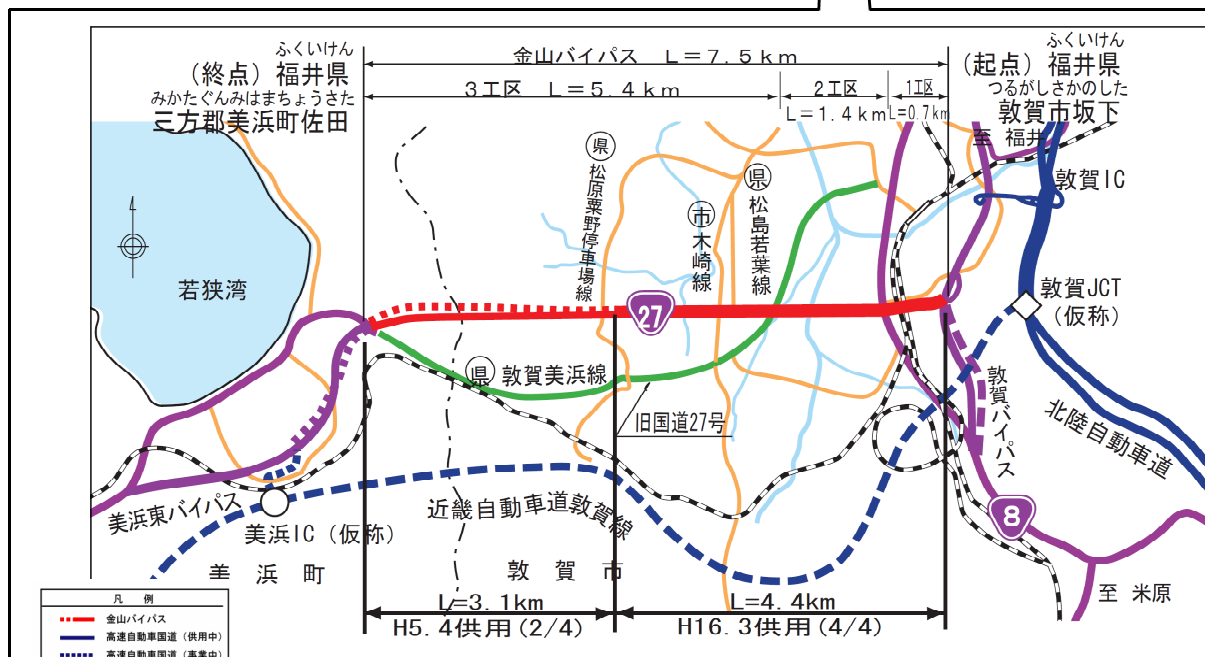 ふくいけん
(終点)福井県
みかたぐんみはまちょうさた
三方郡美浜町佐田
金山バイパス L=7.5km
3工区 L=5.4km
2工区
L=1.4km
1工区
L=0.7km
ふくいけん
(起点)福井県
つるがしさかのした
敦賀市坂下
至 福井
敦賀IC
若狭湾
県
松原粟野停車場線
市
木崎線
県
松島若葉線
27
敦賀JCT
(仮称)
県 敦賀美浜線
旧国道27号
敦賀バイパス
北陸自動車道
美浜東バイパス
美浜IC(仮称)
近畿自動車道敦賀線
8
美浜町
敦賀市
至 米原
L=3.1km
L=4.4km
H5.4供用(2/4)
H16.3供用(4/4)
凡例
金山バイパス
高速自動車国道(供用中)
高速自動車国道(事業中)